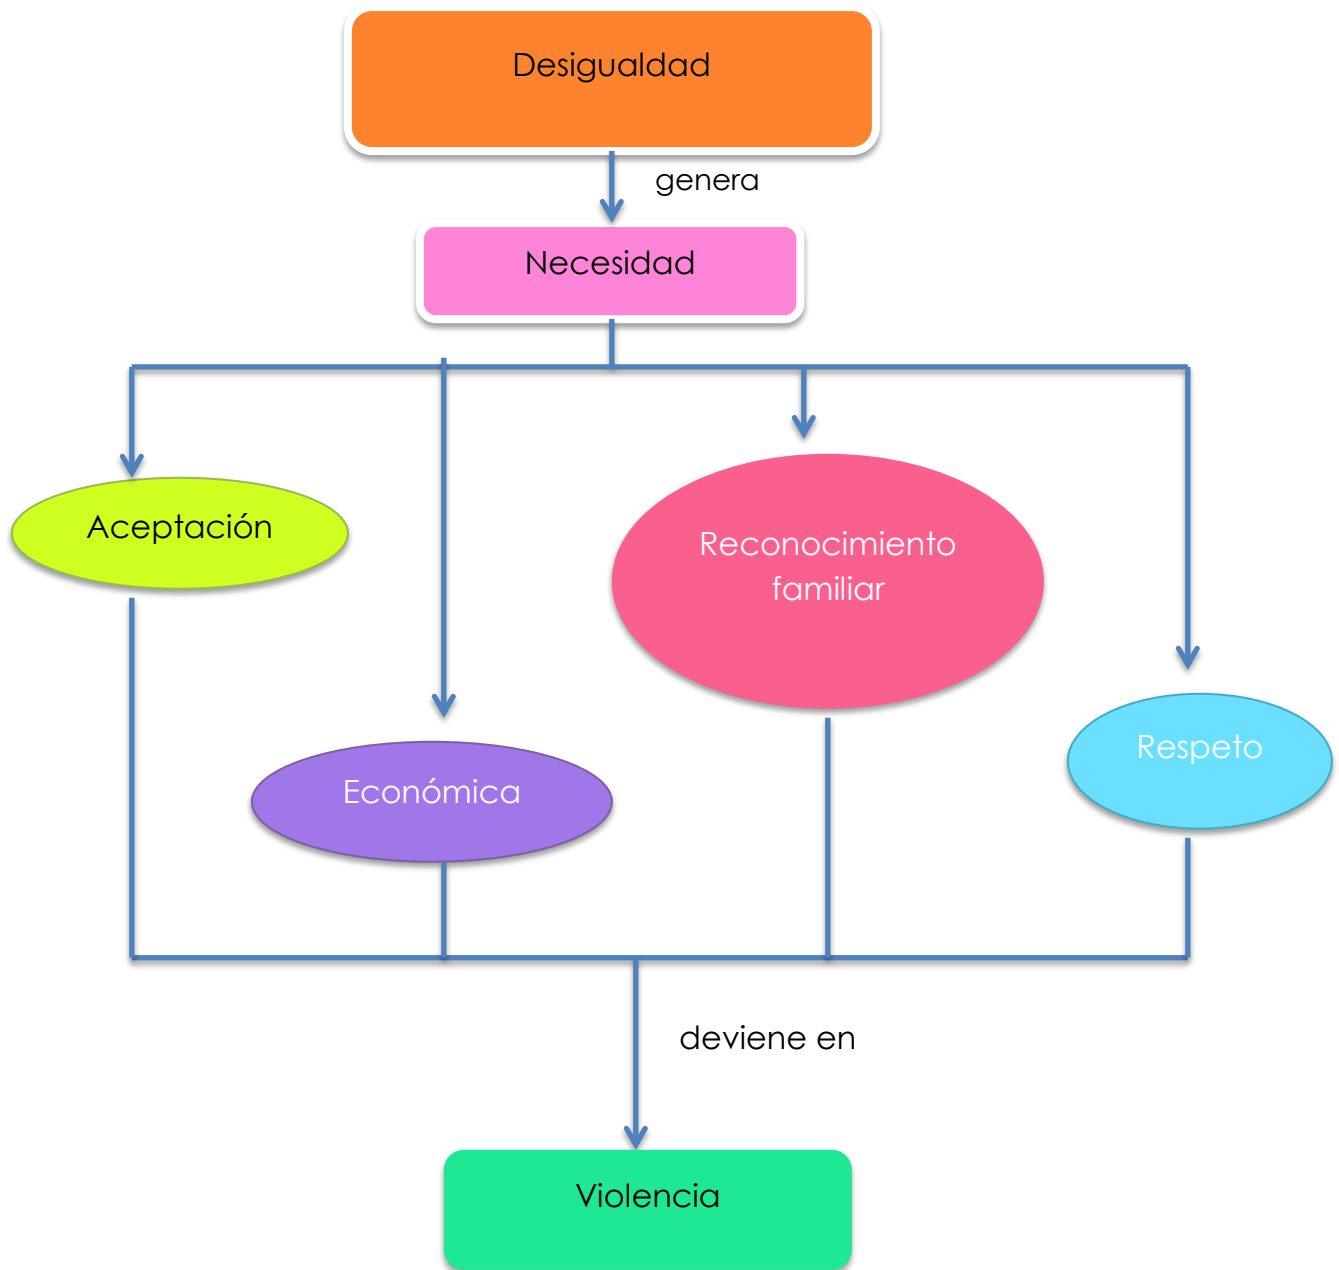 Desigualdad
genera
Necesidad
Aceptación
Reconocimiento
familiar
Respeto
Económica
deviene en
Violencia